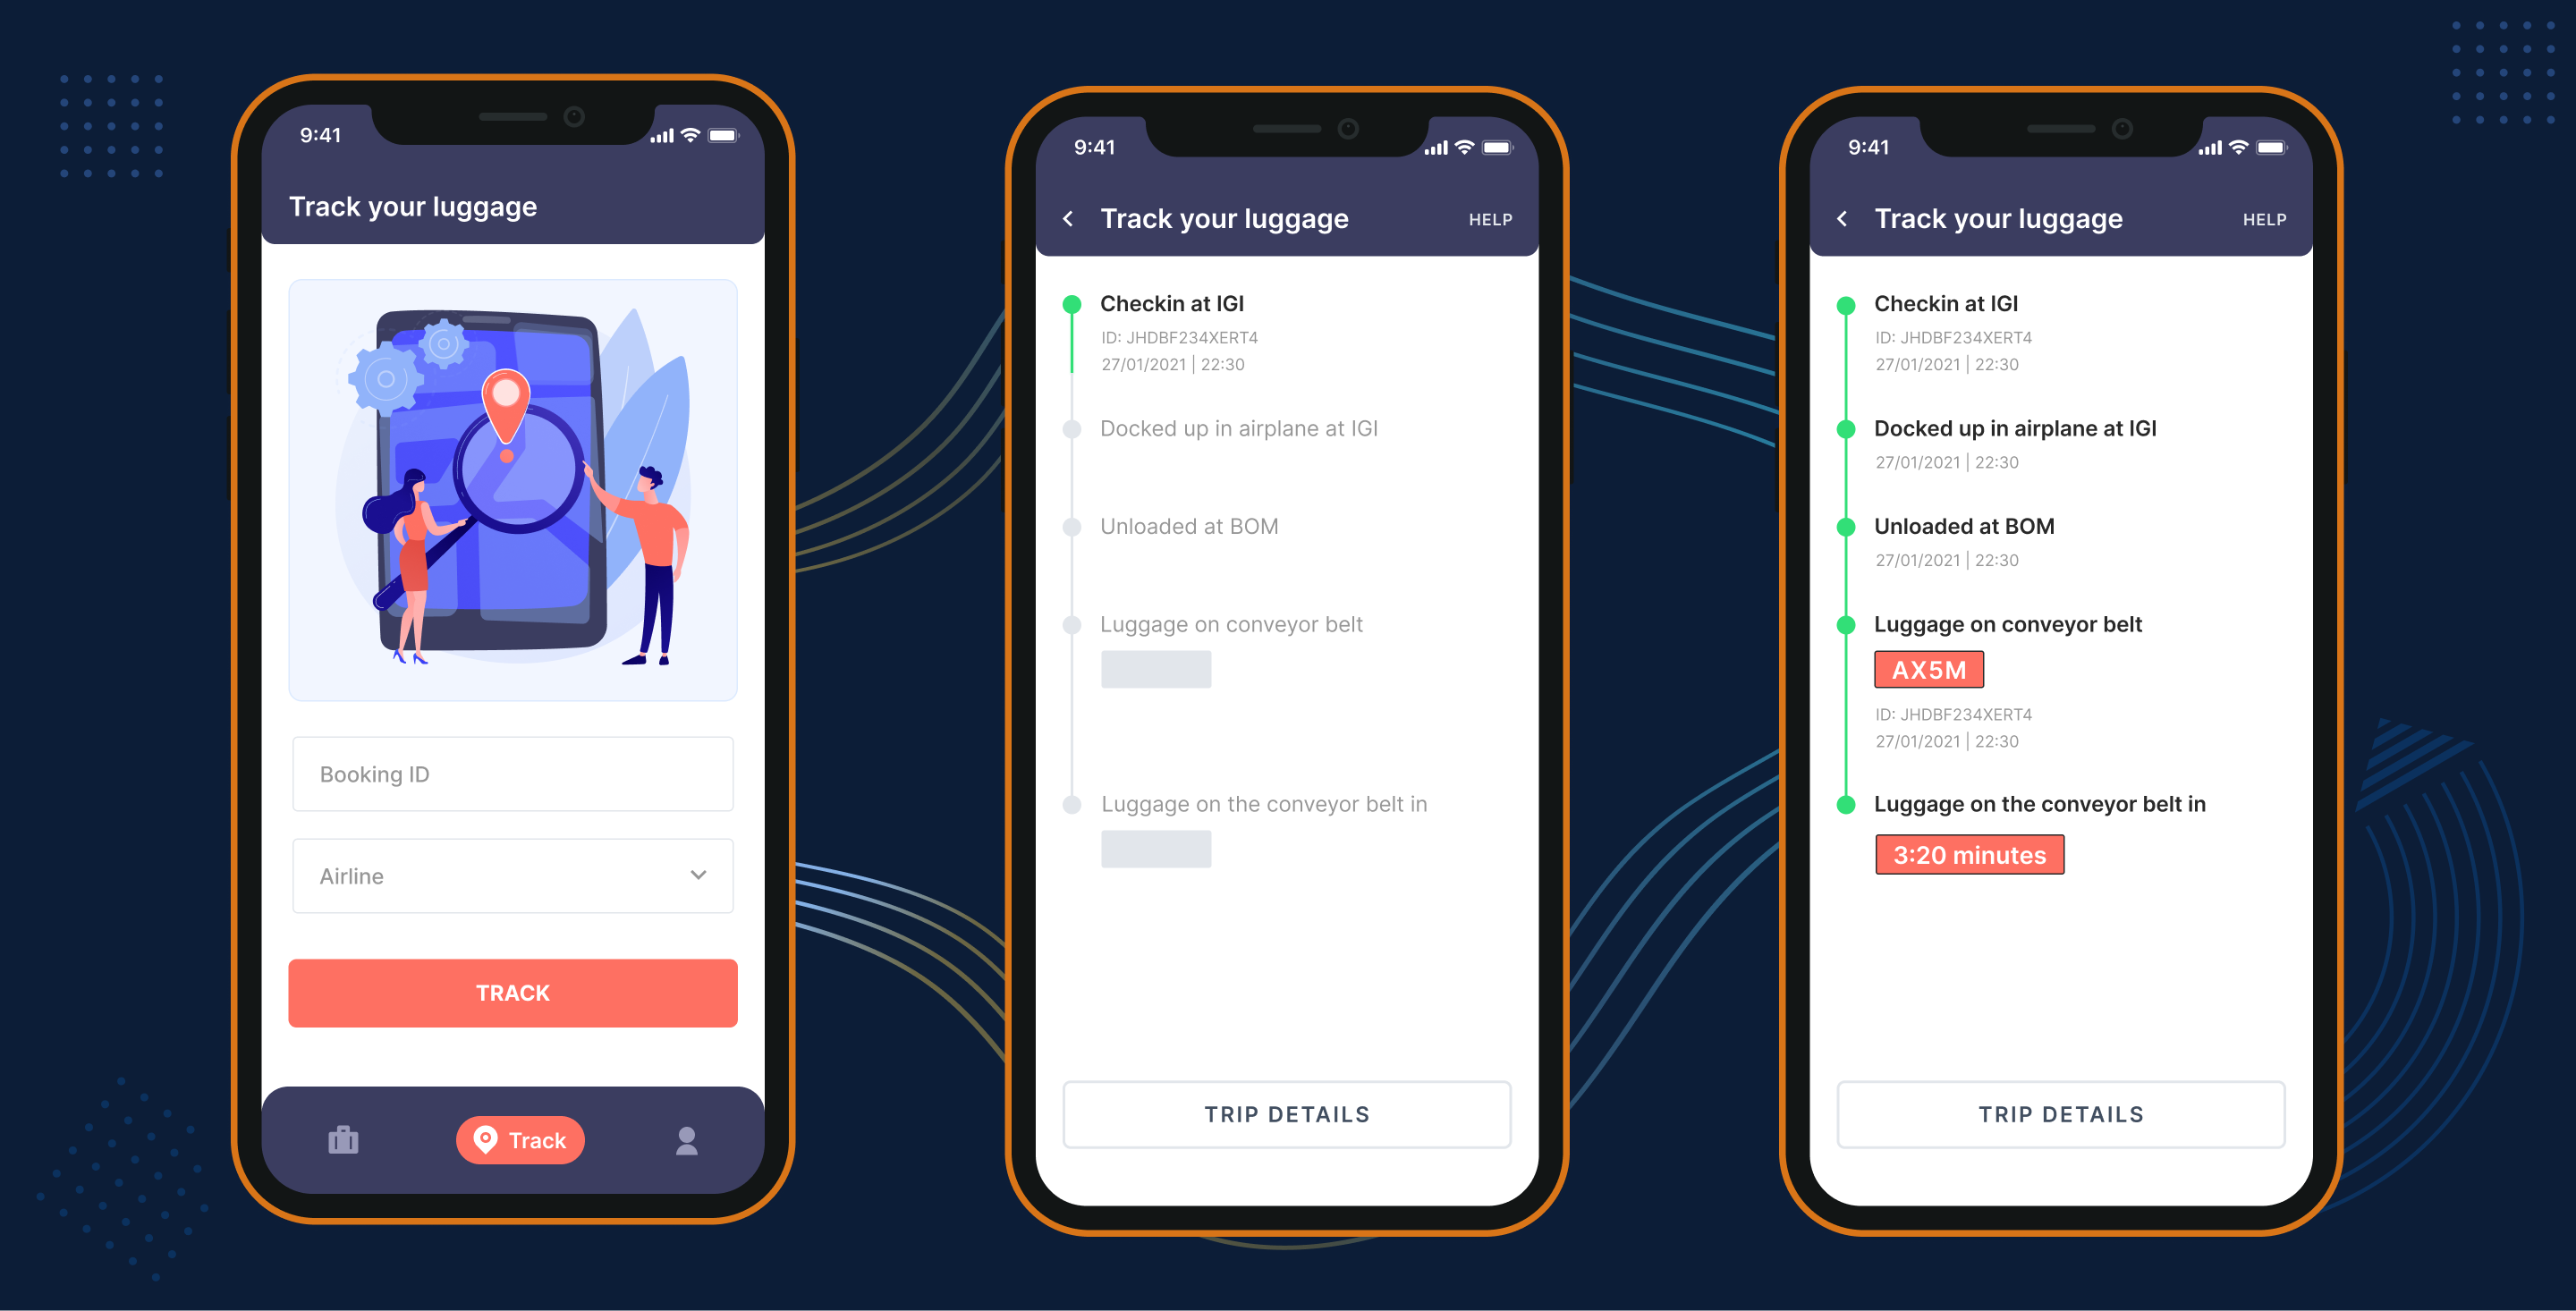 9:41
Track your luggage
Booking ID
Airline
TRACK
Track
9:41
Track your luggage
HELP
Checkin at IGI
ID: JHDBF234XERT4
27/01/2021 | 22:30
Docked up in airplane at IGI
Unloaded at BOM
Luggage on conveyor belt
Luggage on the conveyor belt in
TRIP DETAILS
9:41
Track your luggage
HELP
Checkin at IGI
ID: JHDBF234XERT4
27/01/2021 | 22:30
Docked up in airplane at IGI
27/01/2021 | 22:30
Unloaded at BOM
27/01/2021 | 22:30
Luggage on conveyor belt
AX5M
ID: JHDBF234XERT4
27/01/2021 | 22:30
Luggage on the conveyor belt in
3:20 minutes
TRIP DETAILS